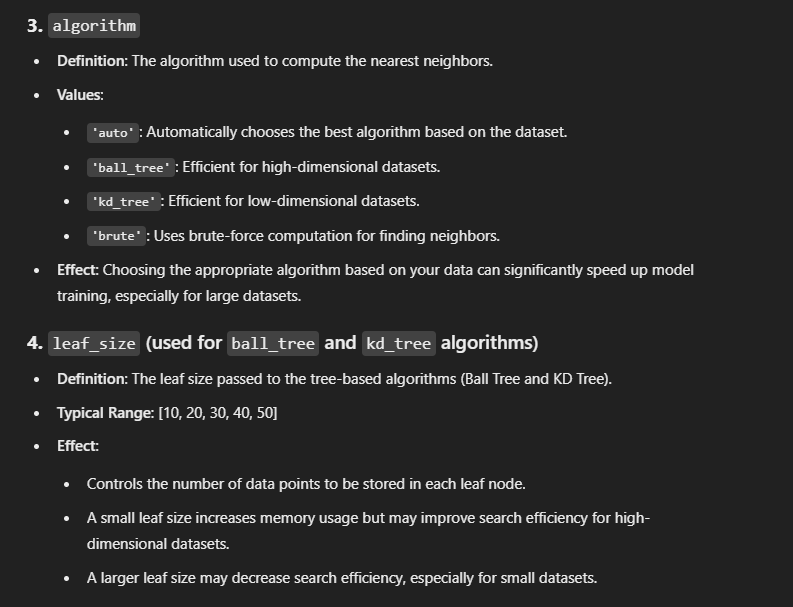 3. algorithm
• Definition: The algorithm used to compute the nearest neighbors.
• Values:
• 'auto': Automatically chooses the best algorithm based on the dataset.
• 'ball_tree': Efficient for high-dimensional datasets.
• 'kd_tree': Efficient for low-dimensional datasets.
• 'brute': Uses brute-force computation for finding neighbors.
• Effect: Choosing the appropriate algorithm based on your data can significantly speed up model
training, especially for large datasets.
4. leaf_size (used for ball_tree and kd_tree algorithms)
• Definition: The leaf size passed to the tree-based algorithms (Ball Tree and KD Tree).
• Typical Range: [10, 20, 30, 40, 50]
• Effect:
• Controls the number of data points to be stored in each leaf node.
• A small leaf size increases memory usage but may improve search efficiency for high-
dimensional datasets.
• A larger leaf size may decrease search efficiency, especially for small datasets.